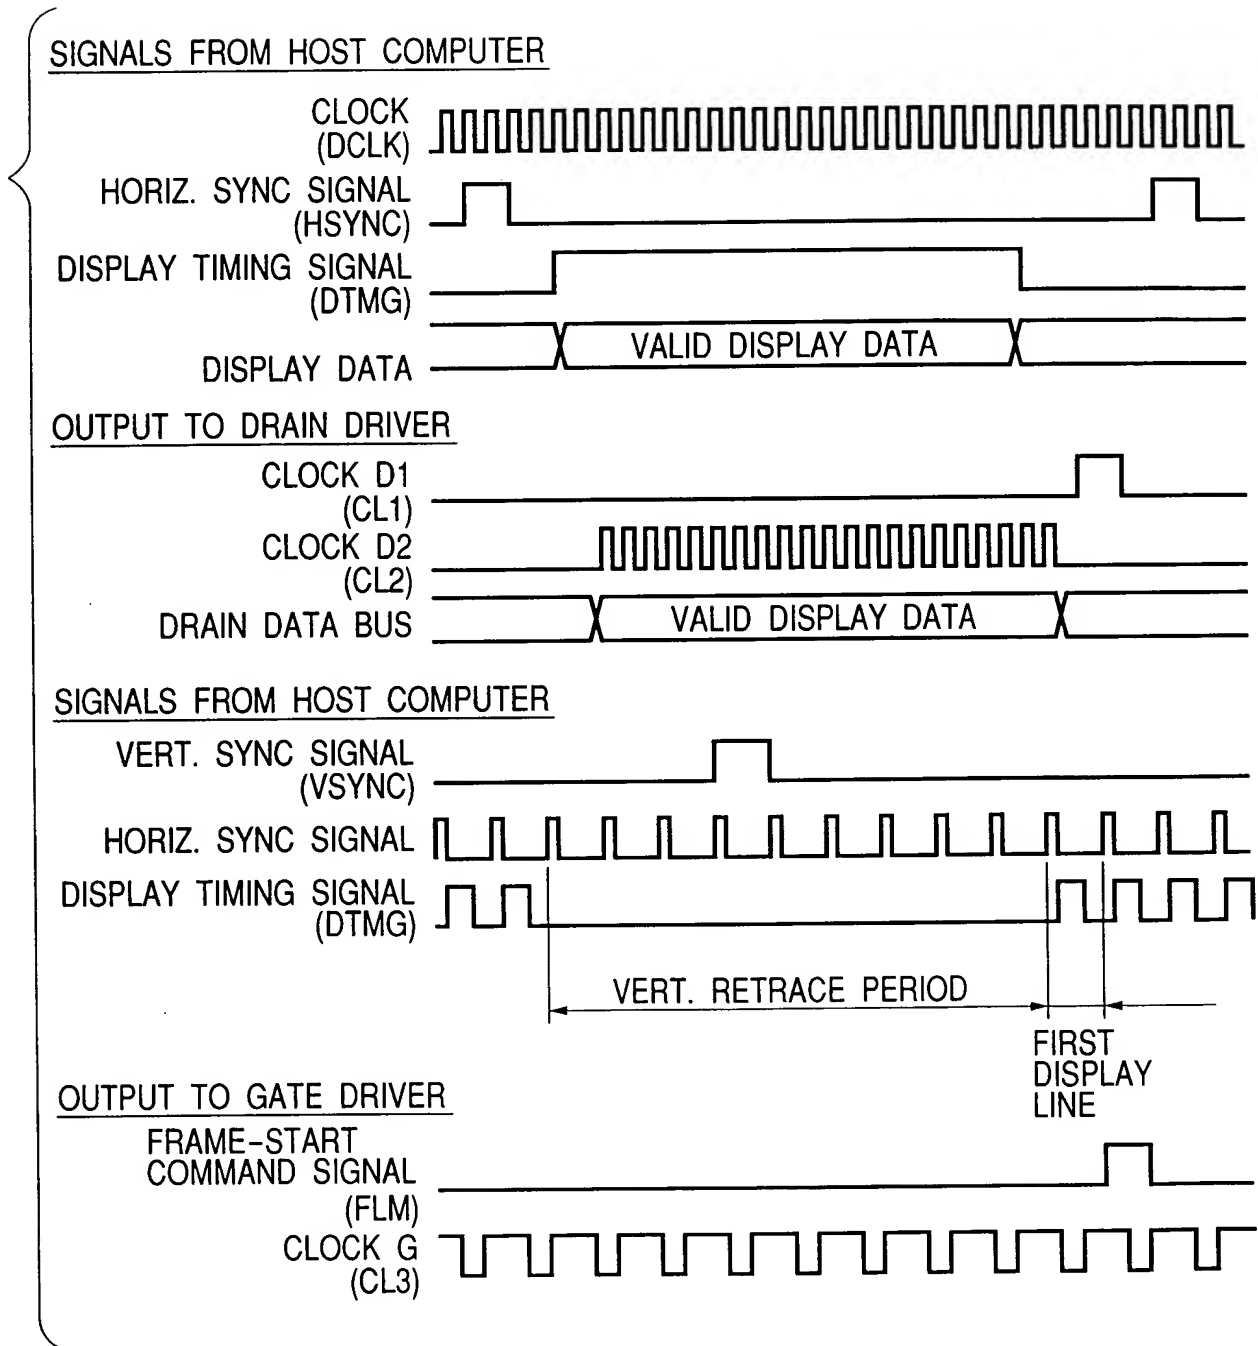 SIGNALS FROM HOST COMPUTER
CLOCK
(DCLK)
HORIZ. SYNC SIGNAL
(HSYNC)
DISPLAY TIMING SIGNAL
(DTMG)
VALID DISPLAY DATA
DISPLAY DATA
OUTPUT TO DRAIN DRIVER
CLOCK D1
(CL1)
CLOCK D2
(CL2)
DRAIN DATA BUS
VALID DISPLAY DATA
SIGNALS FROM HOST COMPUTER
VERT. SYNC SIGNAL
(VSYNC)
HORIZ. SYNC SIGNAL
DISPLAY TIMING SIGNAL
(DTMG)
VERT. RETRACE PERIOD
FIRST
DISPLAY
LINE
OUTPUT TO GATE DRIVER
FRAME-START
COMMAND SIGNAL
(FLM)
CLOCK G
(CL3)